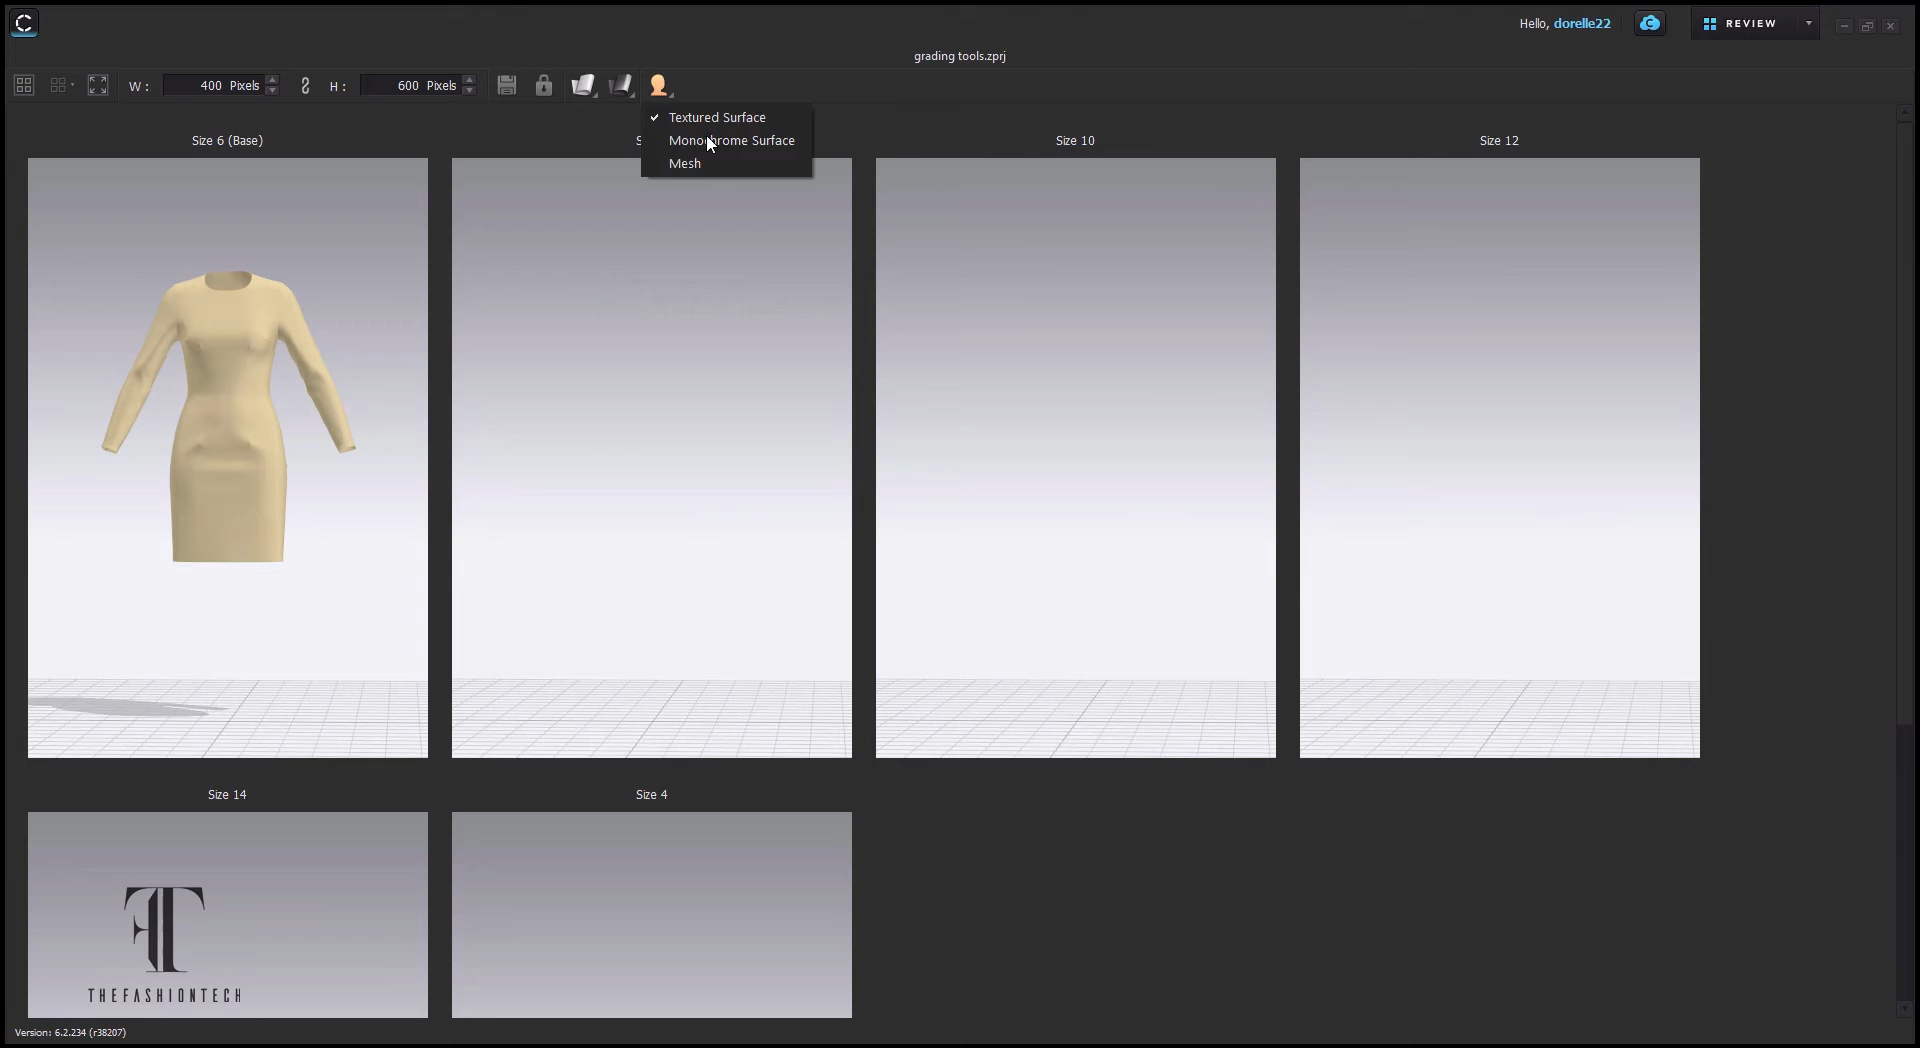 Hello, dorelle22
REVIEW
grading tools.zprj
W : 400 Pixels H : 600 Pixels
Textured Surface
Monochrome Surface
Mesh
Size 6 (Base)
Size 10
Size 12
Size 14
Size 4
FT
THEFASHIONTECH
Version: 6.2.234 (r38207)